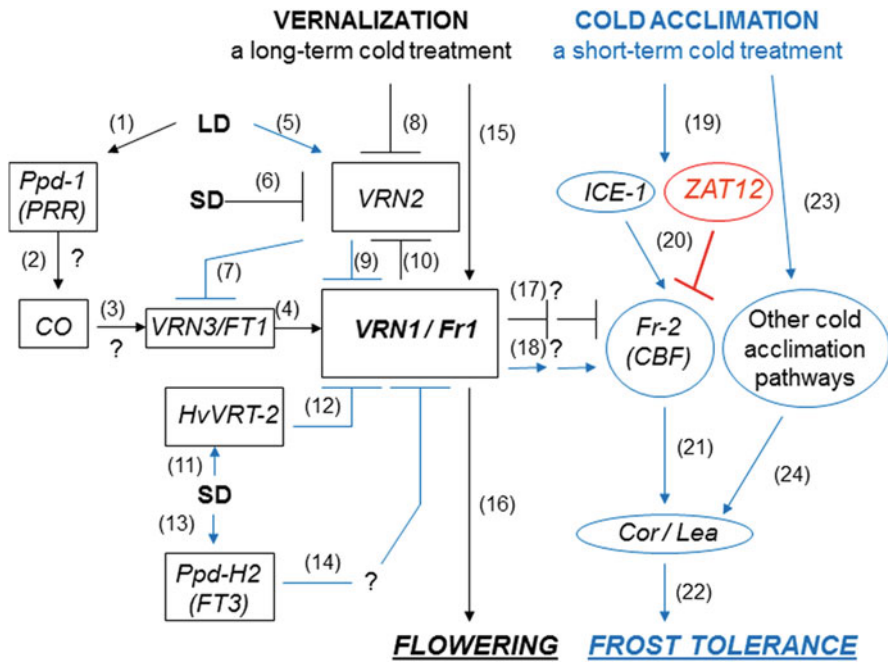 VERNALIZATION
a long-term cold treatment
COLD ACCLIMATION
a short-term cold treatment
(1)
LD
(5)
(8)
(15)
(19)
(23)
Ppd-1
(PRR)
SD
(6)
VRN2
ICE-1
ZAT12
(2)
?
(7)
(9)
(10)
(20)
CO
(3)
?
VRN3/FT1
(4)
VRN1 / Fr1
(17)
?
(18)
?
Fr-2
(CBF)
Other cold
acclimation
pathways
HvVRT-2
(12)
(11)
SD
(13)
(16)
(21)
(24)
Ppd-H2
(FT3)
(14)
?
Cor / Lea
(22)
FLOWERING
FROST TOLERANCE